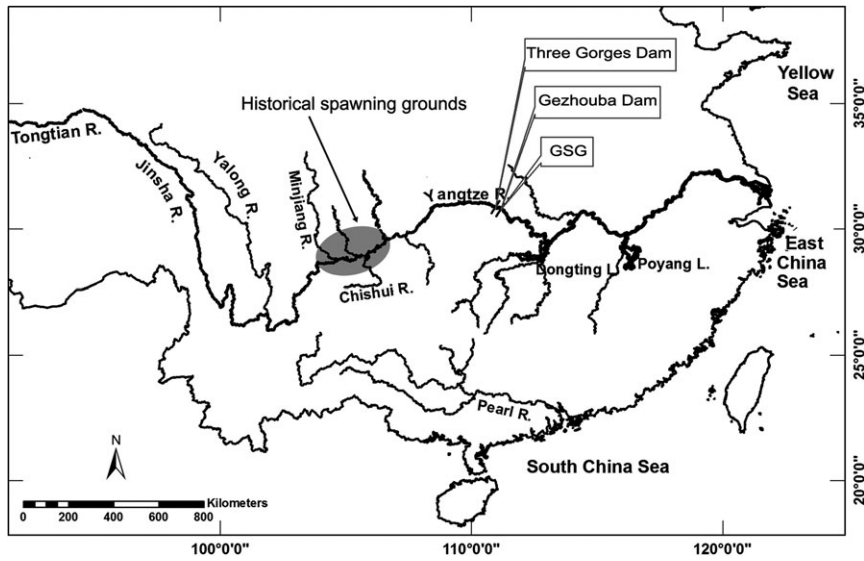 Three Gorges Dam
Yellow
Sea
Gezhouba Dam
Historical spawning grounds
GSG
35°0'0"
Tongtian R.
Jinsha R.
Yalong R.
Minjiang R.
Yangtze R.
30°0'0"
East
China
Sea
Dongting L.
Poyang L.
Chishui R.
25°0'0"
Pearl R.
N
South China Sea
20°0'0"
Kilometers
0 200 400 600 800
100°0'0" 110°0'0" 120°0'0"